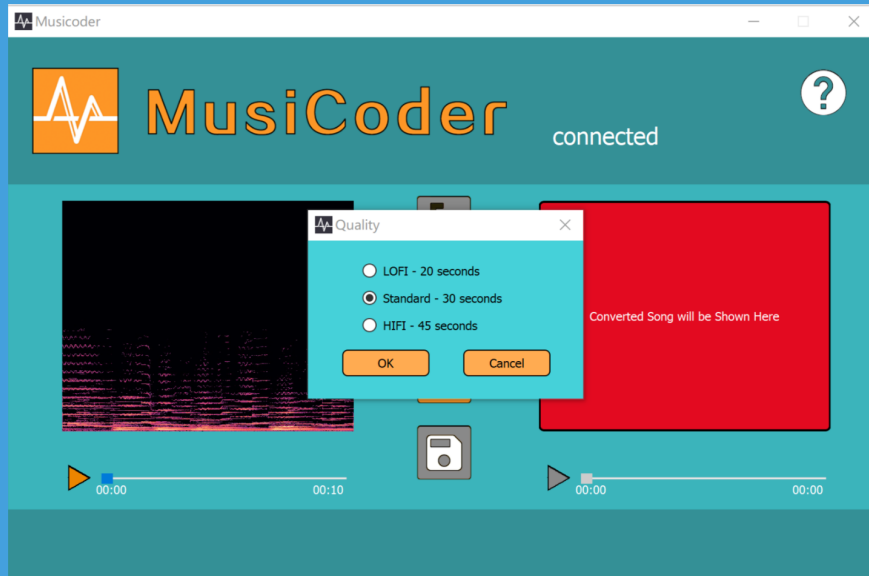 Musicoder
MusiCoder
?
connected
Quality
LOFI - 20 seconds
Standard - 30 seconds
HIFI - 45 seconds
OK
Cancel
Converted Song will be Shown Here
00:00
00:10
00:00
00:00